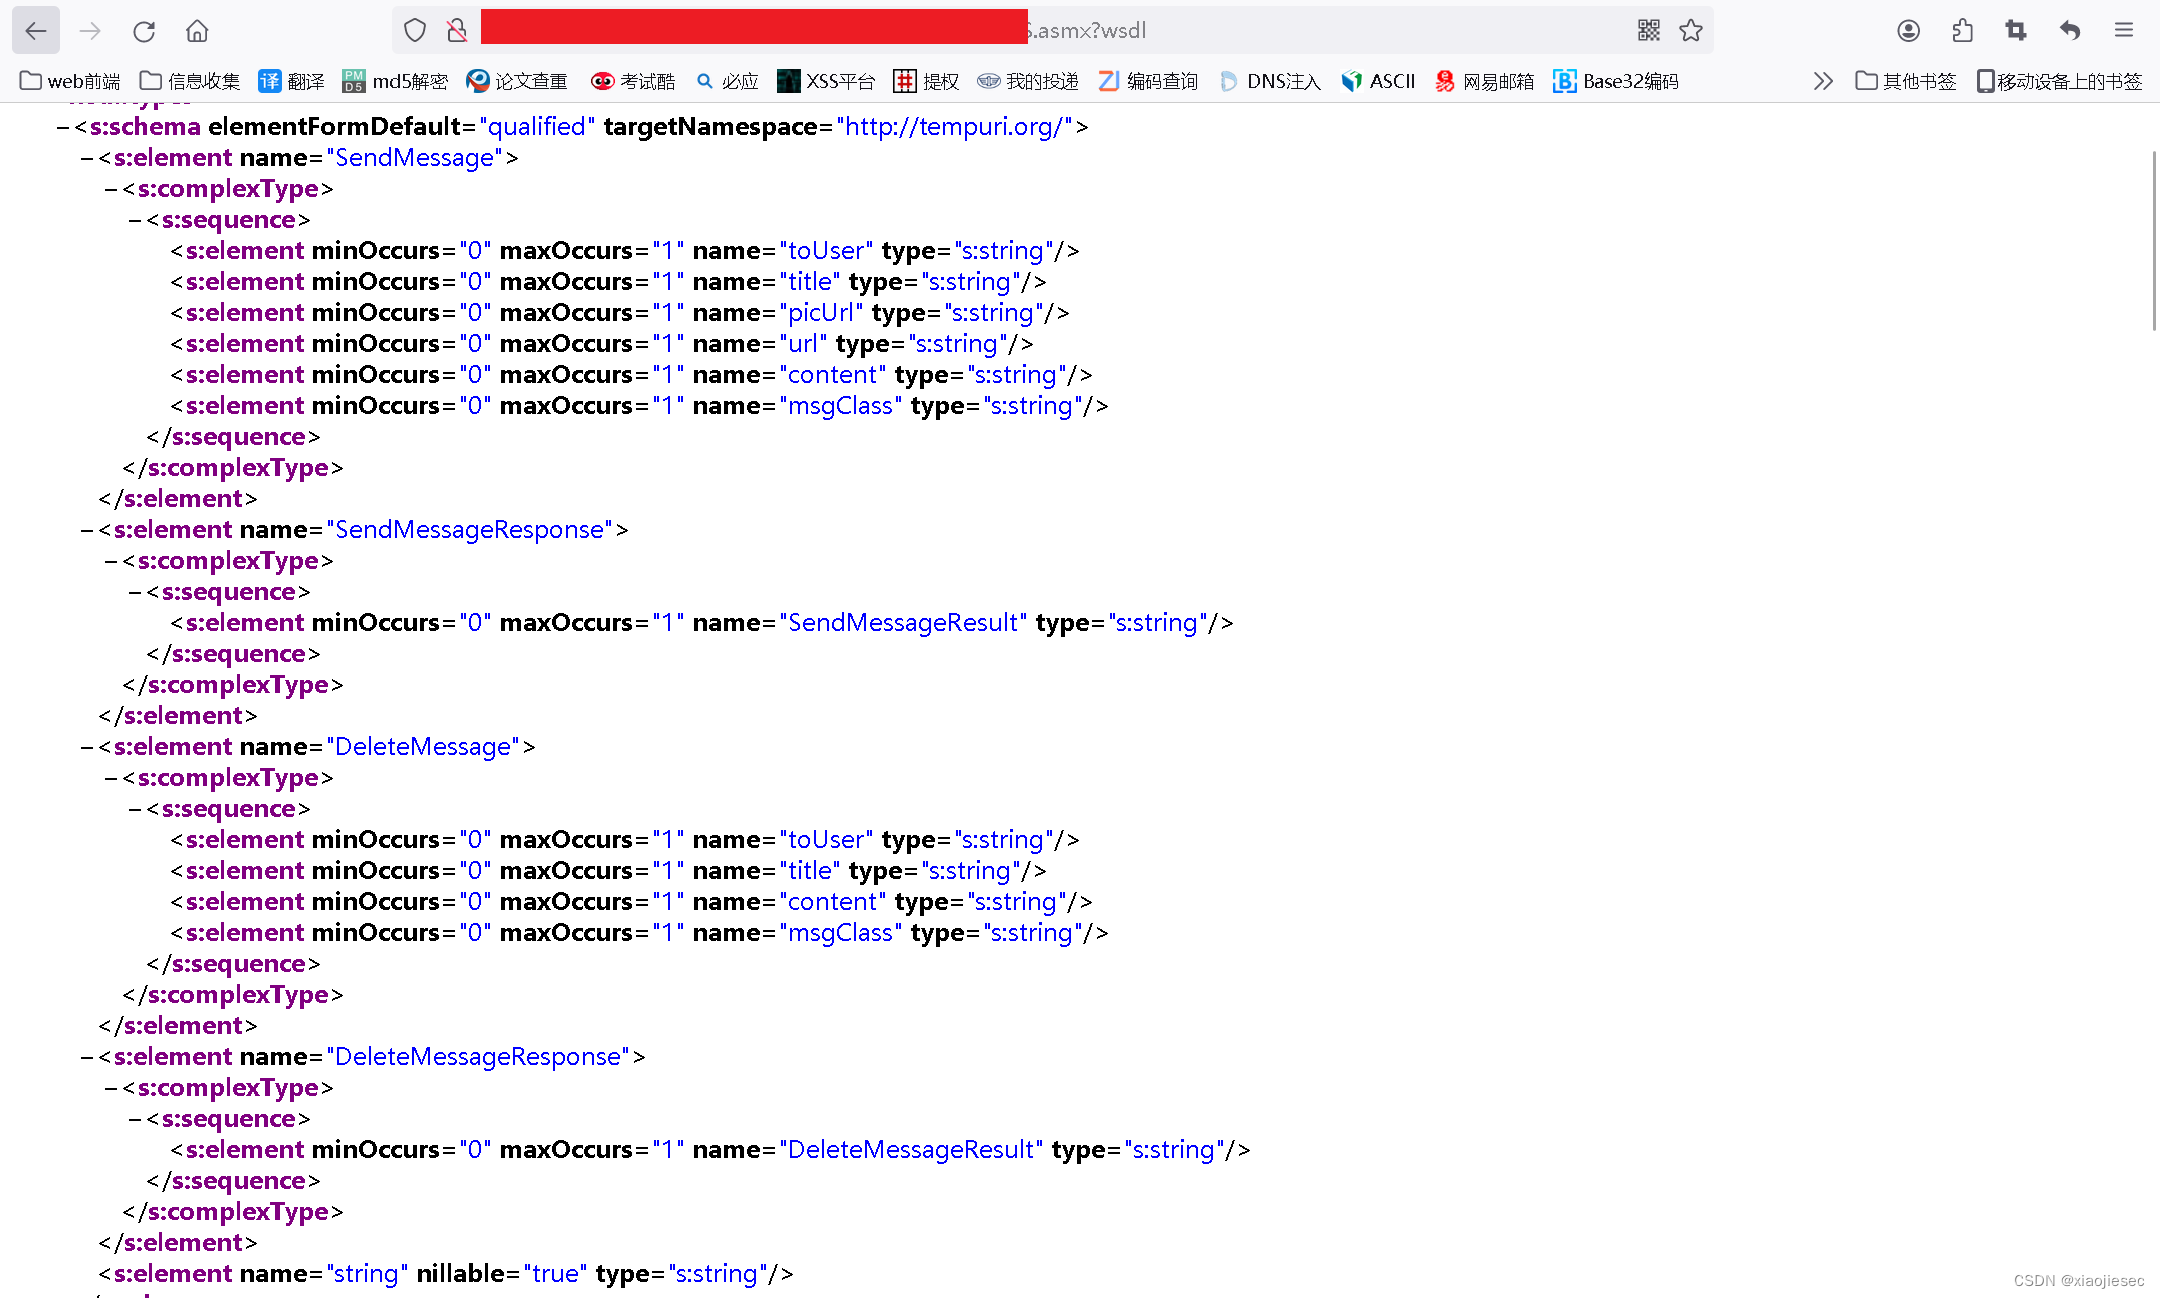 .asmx?wsdl
web前端 信息收集 译 翻译 PM D5 md5解密 论文查重 考试酷 必应 XSS平台 提权 我的投递 编码查询 DNS注入 ASCII 网易邮箱 Base32编码 其他书签 移动设备上的书签
−<s:schema elementFormDefault="qualified" targetNamespace="http://tempuri.org/">
−<s:element name="SendMessage">
−<s:complexType>
−<s:sequence>
<s:element minOccurs="0" maxOccurs="1" name="toUser" type="s:string"/>
<s:element minOccurs="0" maxOccurs="1" name="title" type="s:string"/>
<s:element minOccurs="0" maxOccurs="1" name="picUrl" type="s:string"/>
<s:element minOccurs="0" maxOccurs="1" name="url" type="s:string"/>
<s:element minOccurs="0" maxOccurs="1" name="content" type="s:string"/>
<s:element minOccurs="0" maxOccurs="1" name="msgClass" type="s:string"/>
</s:sequence>
</s:complexType>
</s:element>
−<s:element name="SendMessageResponse">
−<s:complexType>
−<s:sequence>
<s:element minOccurs="0" maxOccurs="1" name="SendMessageResult" type="s:string"/>
</s:sequence>
</s:complexType>
</s:element>
−<s:element name="DeleteMessage">
−<s:complexType>
−<s:sequence>
<s:element minOccurs="0" maxOccurs="1" name="toUser" type="s:string"/>
<s:element minOccurs="0" maxOccurs="1" name="title" type="s:string"/>
<s:element minOccurs="0" maxOccurs="1" name="content" type="s:string"/>
<s:element minOccurs="0" maxOccurs="1" name="msgClass" type="s:string"/>
</s:sequence>
</s:complexType>
</s:element>
−<s:element name="DeleteMessageResponse">
−<s:complexType>
−<s:sequence>
<s:element minOccurs="0" maxOccurs="1" name="DeleteMessageResult" type="s:string"/>
</s:sequence>
</s:complexType>
</s:element>
<s:element name="string" nillable="true" type="s:string"/>
CSDN @xiaojiesec